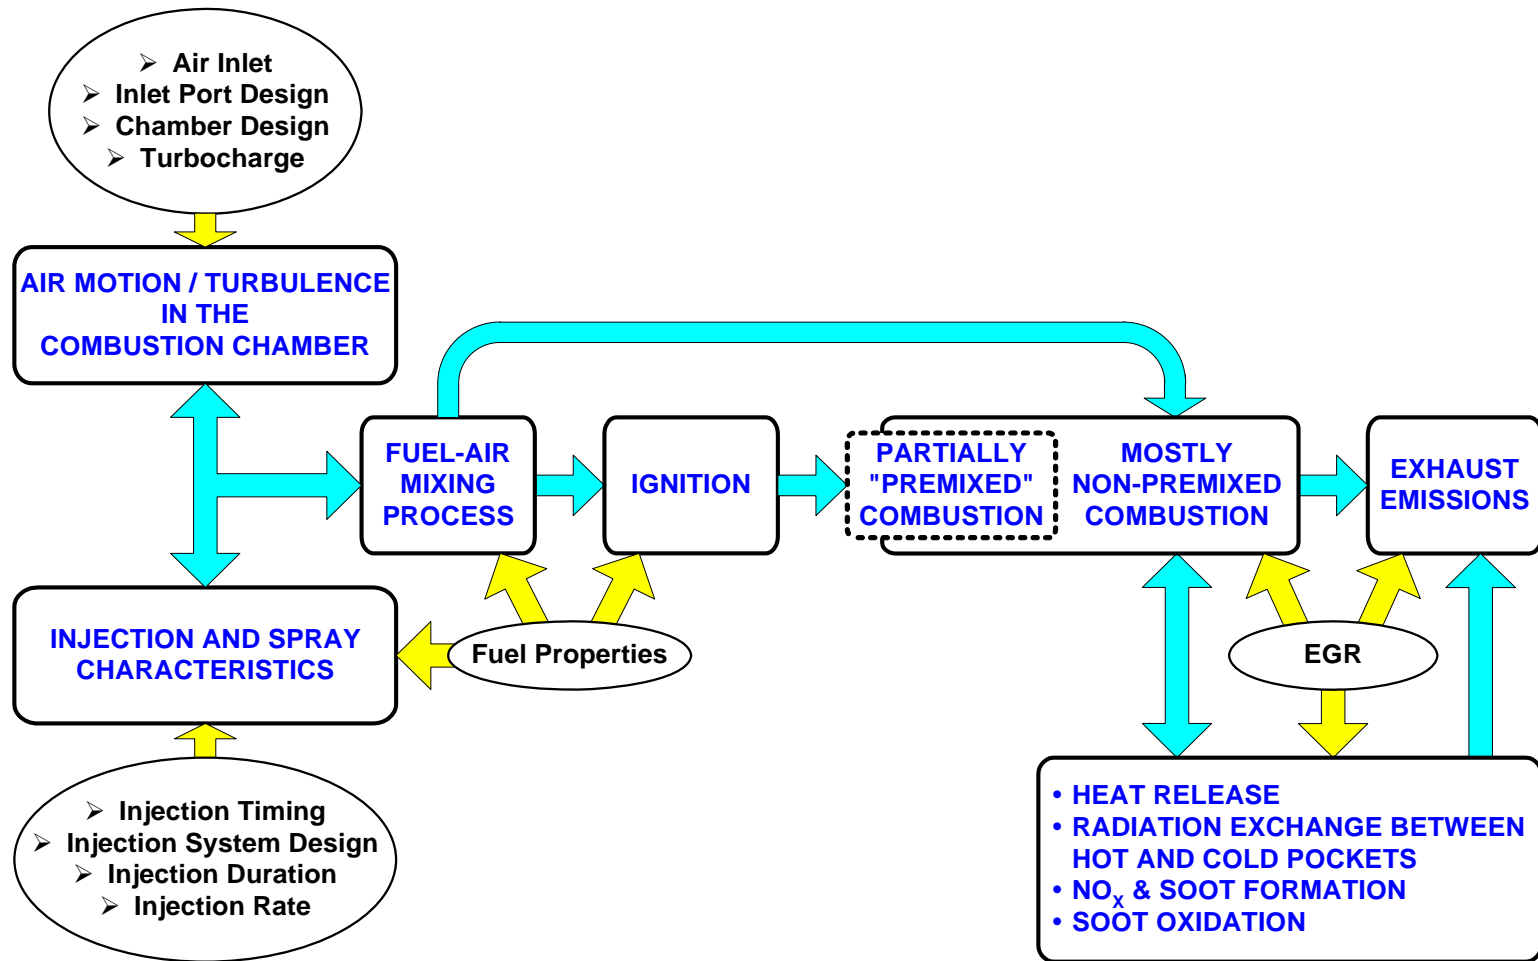 ➢ Air Inlet
➢ Inlet Port Design
➢ Chamber Design
➢ Turbocharge
AIR MOTION / TURBULENCE
IN THE
COMBUSTION CHAMBER
FUEL-AIR
MIXING
PROCESS
IGNITION
PARTIALLY
"PREMIXED"
COMBUSTION
MOSTLY
NON-PREMIXED
COMBUSTION
EXHAUST
EMISSIONS
INJECTION AND SPRAY
CHARACTERISTICS
Fuel Properties
EGR
➢ Injection Timing
➢ Injection System Design
➢ Injection Duration
➢ Injection Rate
• HEAT RELEASE
• RADIATION EXCHANGE BETWEEN
HOT AND COLD POCKETS
• NOX & SOOT FORMATION
• SOOT OXIDATION